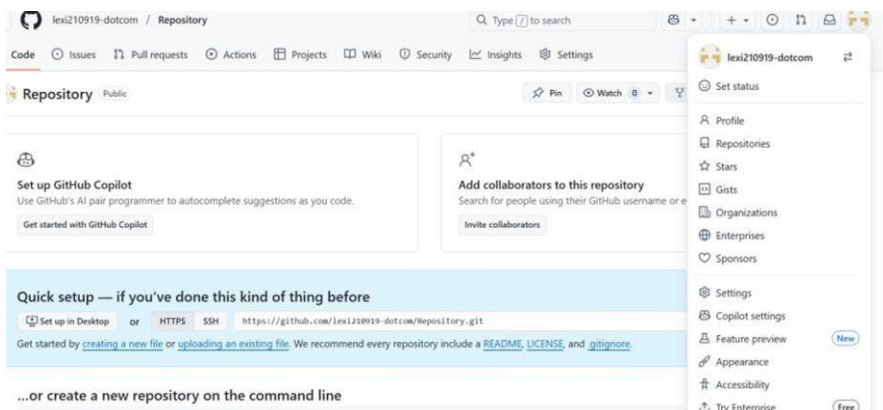 lexi210919-dotcom / Repository
Type / to search
Code Issues Pull requests Actions Projects Wiki Security Insights Settings
Repository Public
Pin Watch 0
Set up GitHub Copilot
Use GitHub's AI pair programmer to autocomplete suggestions as you code.
Get started with GitHub Copilot
Add collaborators to this repository
Search for people using their GitHub username or e
Invite collaborators
Quick setup — if you've done this kind of thing before
Set up in Desktop or HTTPS SSH https://github.com/lexi210919-dotcom/Repository.git
Get started by creating a new file or uploading an existing file. We recommend every repository include a README, LICENSE, and .gitignore.
...or create a new repository on the command line
lexi210919-dotcom
Set status
Profile
Repositories
Stars
Gists
Organizations
Enterprises
Sponsors
Settings
Copilot settings
Feature preview New
Appearance
Accessibility
Try Enterprise Free